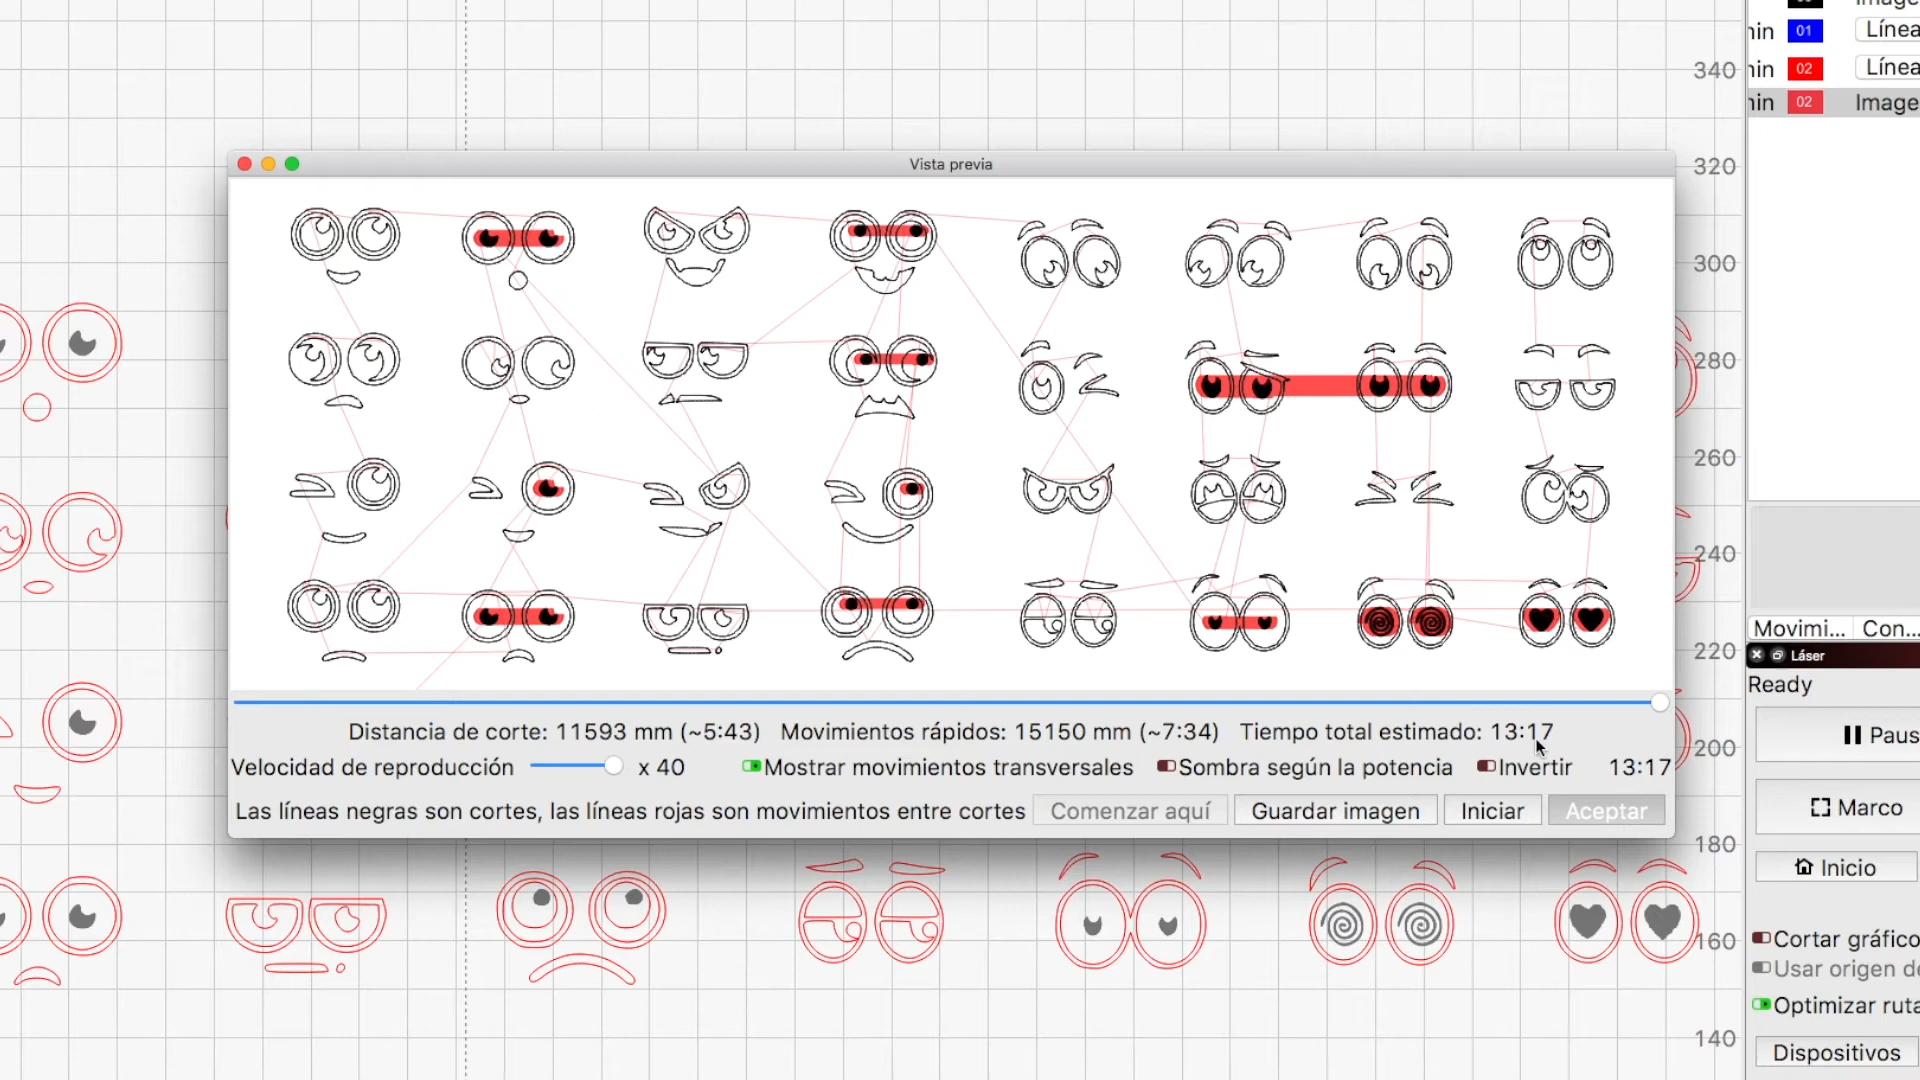 01
Línea
340
02
Línea
02
Image
Vista previa
320
300
280
260
240
220
200
180
160
140
Distancia de corte: 11593 mm (~5:43) Movimientos rápidos: 15150 mm (~7:34) Tiempo total estimado: 13:17
Velocidad de reproducción x 40 Mostrar movimientos transversales Sombra según la potencia Invertir 13:17
Las líneas negras son cortes, las líneas rojas son movimientos entre cortes Comenzar aquí Guardar imagen Iniciar Aceptar
Movimi... Con...
Láser
Ready
Paus
Marco
Inicio
Cortar gráfico
Usar origen de
Optimizar ruta
Dispositivos